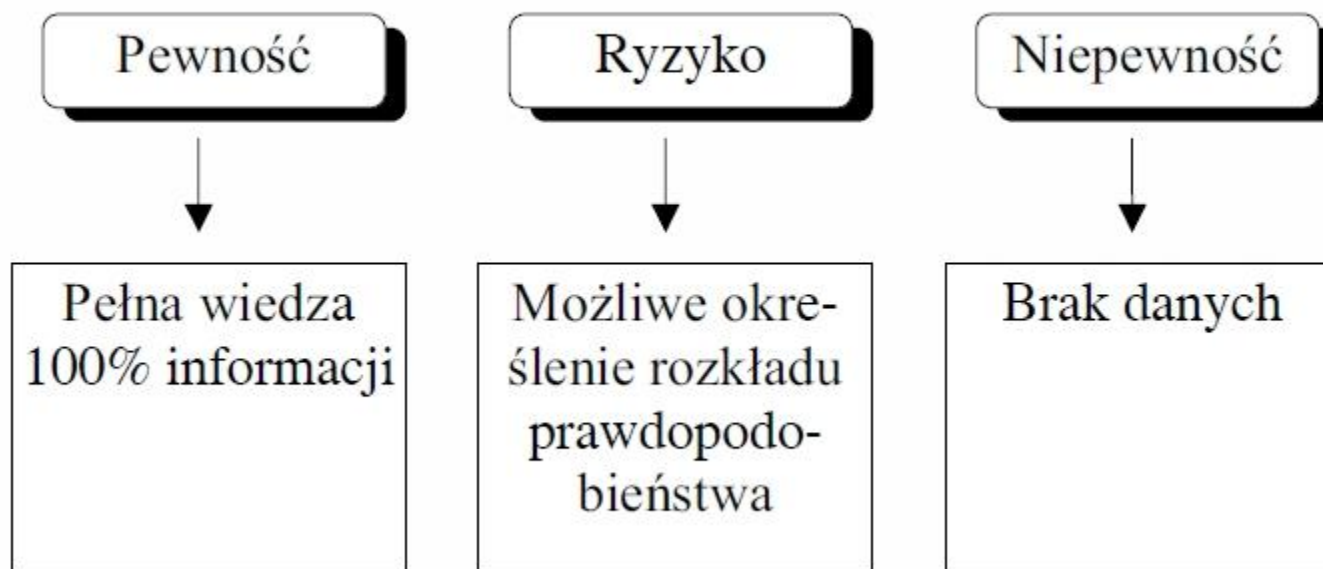 Pewność
Ryzyko
Niepewność
Pełna wiedza
100% informacji
Możliwe okre-
ślenie rozkładu
prawdopodo-
bieństwa
Brak danych